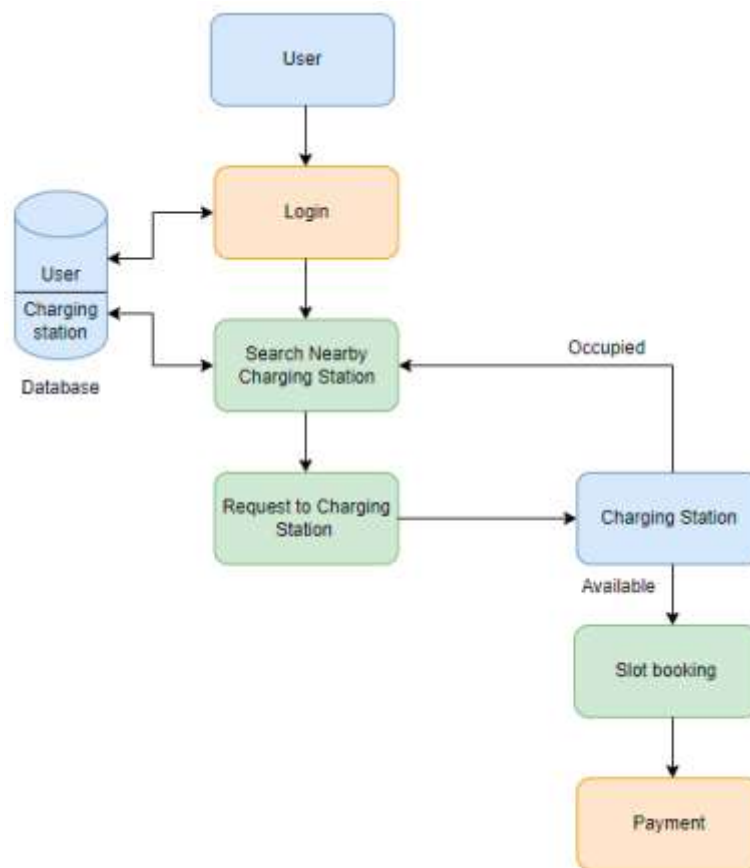 User
Login
User
Charging
station
Database
Search Nearby
Charging Station
Occupied
Request to Charging
Station
Charging Station
Available
Slot booking
Payment